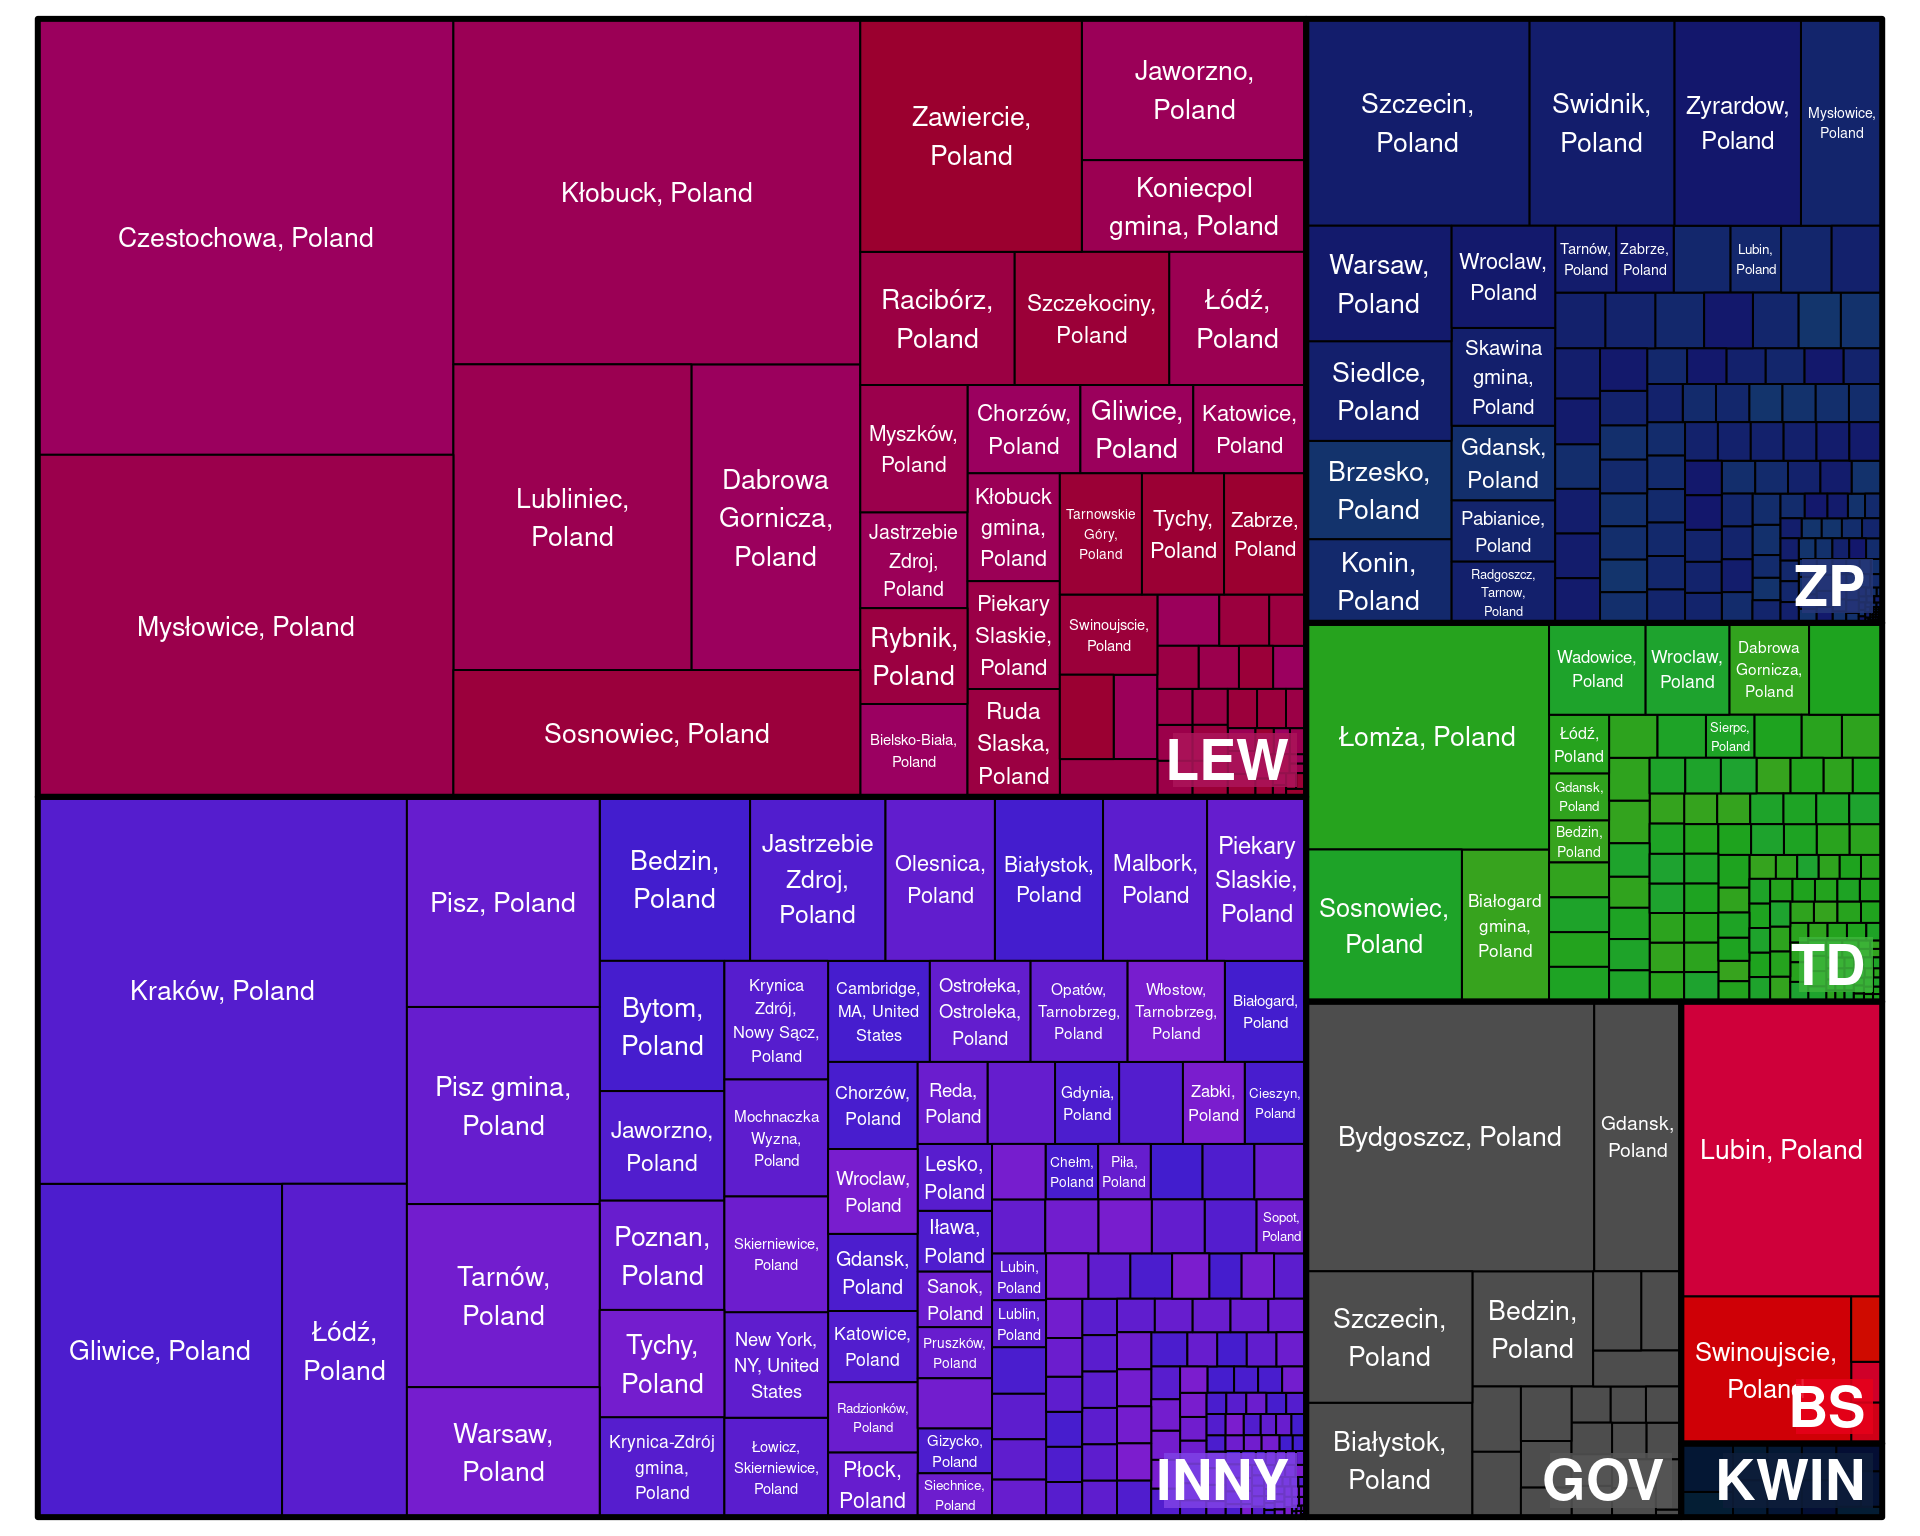 Czestochowa, Poland
Mysłowice, Poland
Kłobuck, Poland
Lubliniec,
Poland
Dabrowa
Gornicza,
Poland
Sosnowiec, Poland
Zawiercie,
Poland
Jaworzno,
Poland
Koniecpol
gmina, Poland
Racibórz,
Poland
Szczekociny,
Poland
Łódź,
Poland
Myszków,
Poland
Jastrzebie
Zdroj,
Poland
Rybnik,
Poland
Bielsko-Biała,
Poland
Chorzów,
Poland
Gliwice,
Poland
Katowice,
Poland
Kłobuck
gmina,
Poland
Piekary
Slaskie,
Poland
Ruda
Slaska,
Poland
Tarnowskie
Góry,
Poland
Tychy,
Poland
Zabrze,
Poland
Swinoujscie,
Poland
LEW
Szczecin,
Poland
Swidnik,
Poland
Zyrardow,
Poland
Mysłowice,
Poland
Warsaw,
Poland
Siedlce,
Poland
Brzesko,
Poland
Konin,
Poland
Wroclaw,
Poland
Skawina
gmina,
Poland
Gdansk,
Poland
Pabianice,
Poland
Radgoszcz,
Tarnow,
Poland
Tarnów,
Poland
Zabrze,
Poland
Lubin,
Poland
ZP
Łomża, Poland
Sosnowiec,
Poland
Białogard
gmina,
Poland
Wadowice,
Poland
Wroclaw,
Poland
Dabrowa
Gornicza,
Poland
Łódź,
Poland
Gdansk,
Poland
Bedzin,
Poland
Sierpc,
Poland
TD
Kraków, Poland
Gliwice, Poland
Łódź,
Poland
Pisz, Poland
Pisz gmina,
Poland
Tarnów,
Poland
Warsaw,
Poland
Bedzin,
Poland
Jastrzebie
Zdroj,
Poland
Olesnica,
Poland
Białystok,
Poland
Malbork,
Poland
Piekary
Slaskie,
Poland
Bytom,
Poland
Jaworzno,
Poland
Poznan,
Poland
Tychy,
Poland
Krynica-Zdrój
gmina,
Poland
Krynica
Zdrój,
Nowy Sącz,
Poland
Mochnaczka
Wyzna,
Poland
Skierniewice,
Poland
New York,
NY, United
States
Łowicz,
Skierniewice,
Poland
Cambridge,
MA, United
States
Ostrołeka,
Ostroleka,
Poland
Opatów,
Tarnobrzeg,
Poland
Włostow,
Tarnobrzeg,
Poland
Białogard,
Poland
Chorzów,
Poland
Wroclaw,
Poland
Gdansk,
Poland
Katowice,
Poland
Radzionków,
Poland
Płock,
Poland
Reda,
Poland
Gdynia,
Poland
Zabki,
Poland
Cieszyn,
Poland
Lesko,
Poland
Iława,
Poland
Sanok,
Poland
Pruszków,
Poland
Gizycko,
Poland
Siechnice,
Poland
Chełm,
Poland
Piła,
Poland
Sopot,
Poland
Lubin,
Poland
Lublin,
Poland
INNY
Bydgoszcz, Poland
Gdansk,
Poland
Szczecin,
Poland
Bedzin,
Poland
Białystok,
Poland
GOV
Lubin, Poland
Swinoujscie,
Poland
BS
KWIN